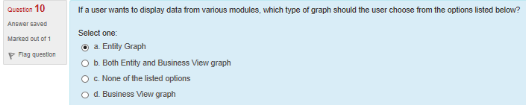 Question 10
Answer saved
Marked out of 1
Flag question
If a user wants to display data from various modules, which type of graph should the user choose from the options listed below?
Select one:
a. Entity Graph
b. Both Entity and Business View graph
c. None of the listed options
d. Business View graph